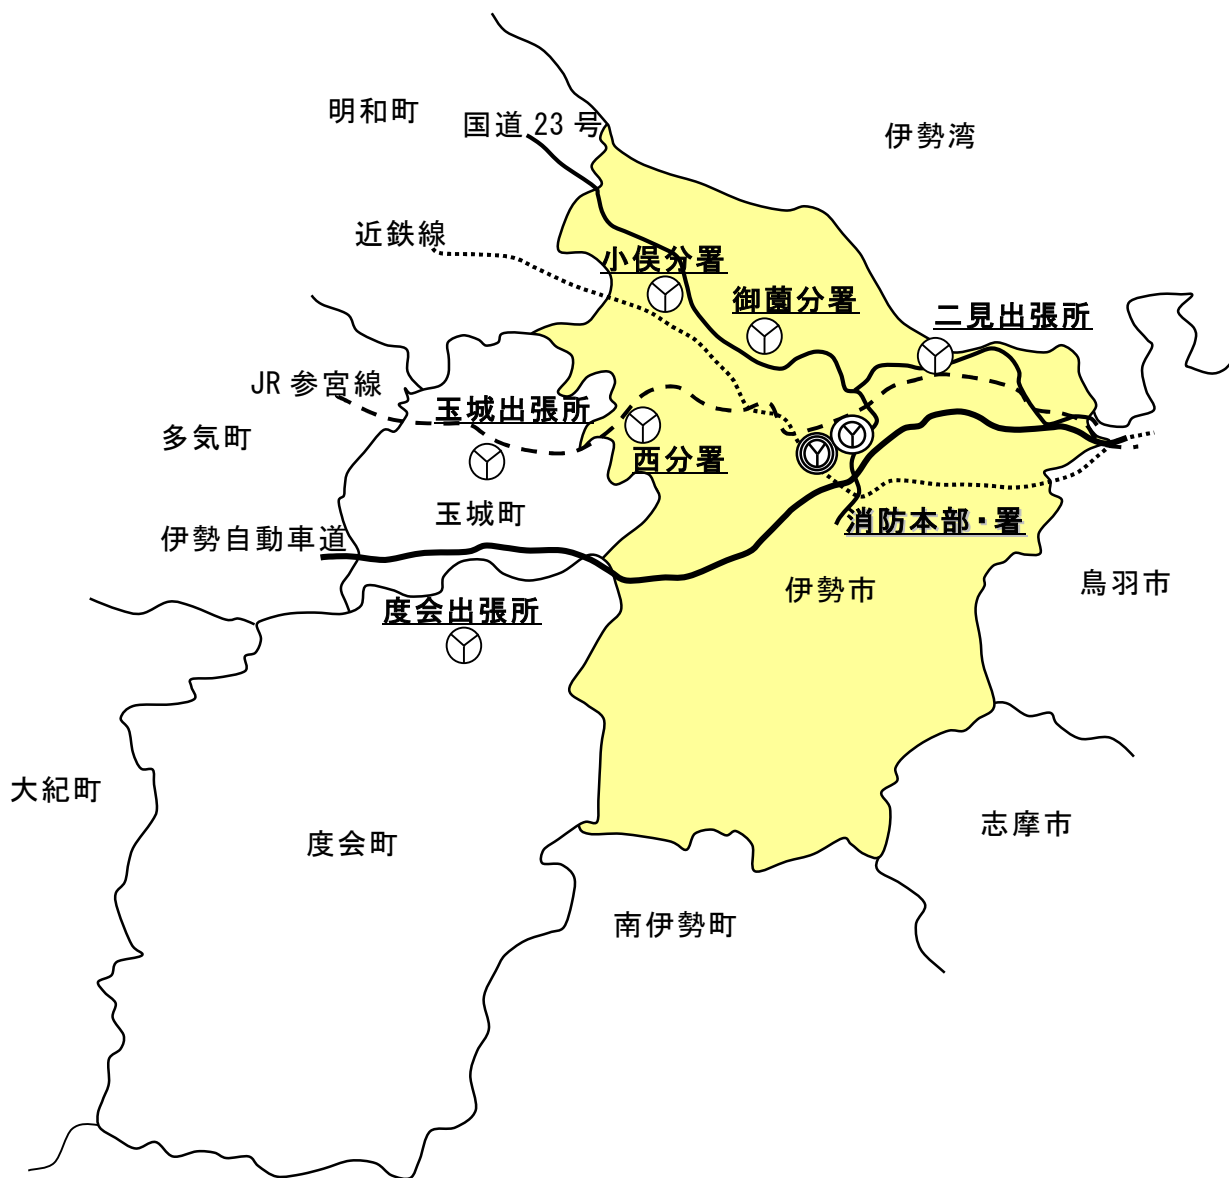 明和町
国道 23 号
伊勢湾
近鉄線
小俣分署
御薗分署
二見出張所
JR 参宮線
玉城出張所
多気町
西分署
玉城町
消防本部・署
伊勢自動車道
伊勢市
鳥羽市
度会出張所
大紀町
志摩市
度会町
南伊勢町